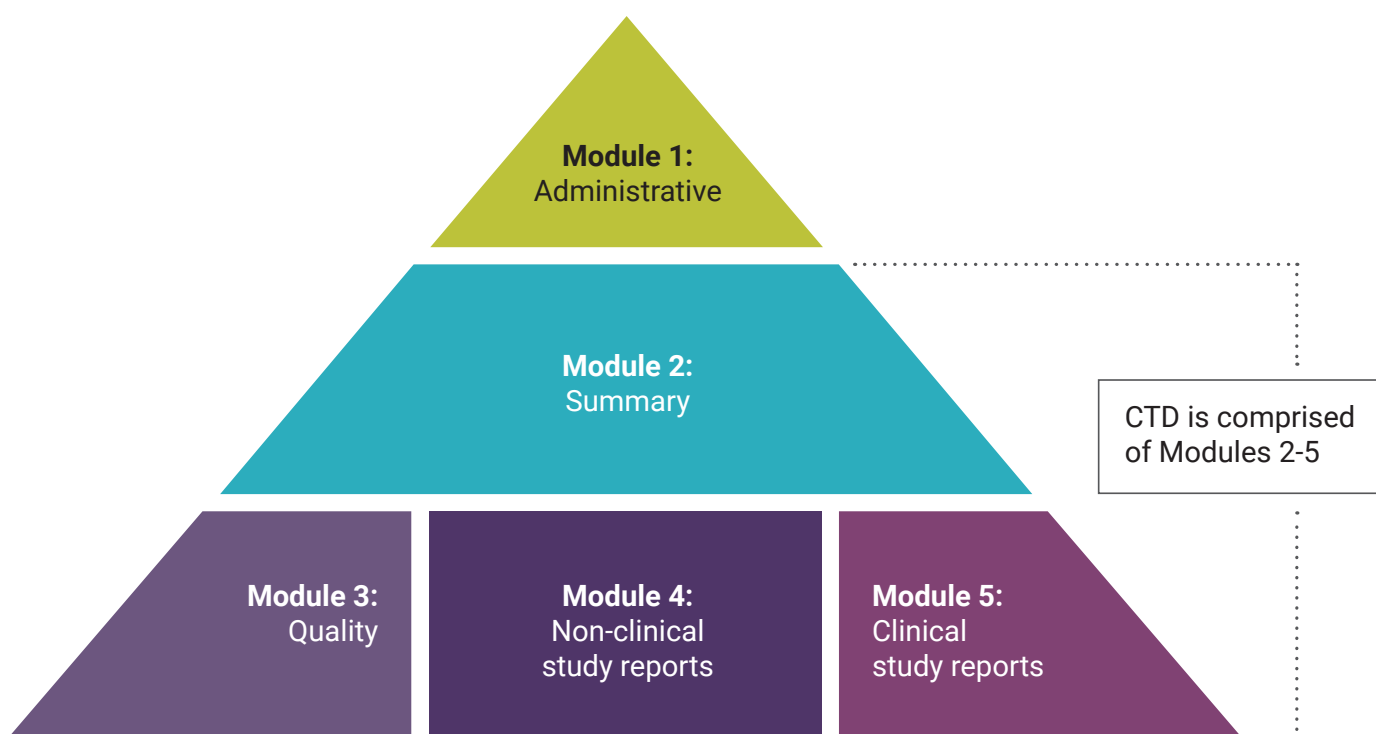 Module 1:
Administrative
Module 2:
Summary
CTD is comprised
of Modules 2-5
Module 3:
Quality
Module 4:
Non-clinical
study reports
Module 5:
Clinical
study reports